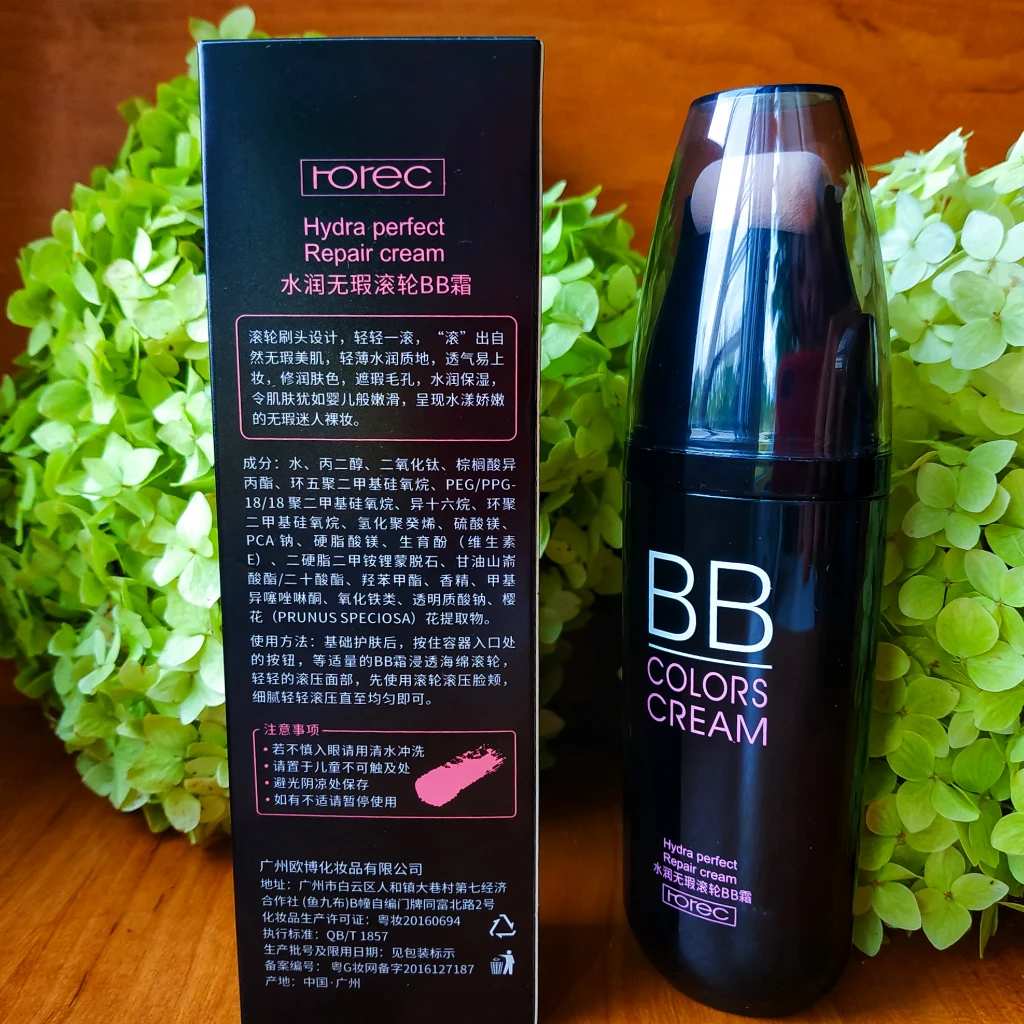 rorec
Hydra perfect
Repair cream
水润无瑕滚轮BB霜
滚轮刷头设计，轻轻一滚，“滚”出自
然无瑕美肌，轻薄水润质地，透气易上
妆，修润肤色，遮瑕毛孔，水润保湿，
令肌肤犹如婴儿般嫩滑，呈现水漾娇嫩
的无瑕迷人裸妆。
成分：水、丙二醇、二氧化钛、棕榈酸异
丙酯、环五聚二甲基硅氧烷、PEG/PPG-
18/18 聚二甲基硅氧烷、异十六烷、环聚
二甲基硅氧烷、氢化聚癸烯、硫酸镁、
PCA 钠、硬脂酸镁、生育酚（维生素
E）、二硬脂二甲铵锂蒙脱石、甘油山嵛
酸酯/二十酸酯、羟苯甲酯、香精、甲基
异噻唑啉酮、氧化铁类、透明质酸钠、樱
花（PRUNUS SPECIOSA）花提取物。
使用方法：基础护肤后，按住容器入口处
的按钮，等适量的BB霜浸透海绵滚轮，
轻轻的滚压面部，先使用滚轮滚压脸颊，
细腻轻轻滚压直至均匀即可。
注意事项
• 若不慎入眼请用清水冲洗
• 请置于儿童不可触及处
• 避光阴凉处保存
• 如有不适请暂停使用
广州欧博化妆品有限公司
地址：广州市白云区人和镇大巷村第七经济
合作社 (鱼九布)B幢自编门牌同富北路2号
化妆品生产许可证：粤妆20160694
执行标准：QB/T 1857
生产批号及限用日期：见包装标示
备案编号： 粤G妆网备字2016127187
产地：中国·广州
BB
COLORS
CREAM
Hydra perfect
Repair cream
水润无瑕滚轮BB霜
rorec